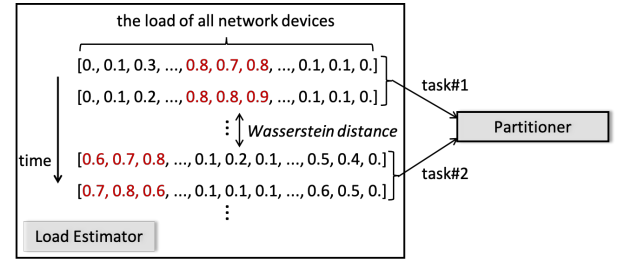 the load of all network devices
[0., 0.1, 0.3, ..., 0.8, 0.7, 0.8, ..., 0.1, 0.1, 0.]
task#1
[0., 0.1, 0.2, ..., 0.8, 0.8, 0.9, ..., 0.1, 0.1, 0.]
Partitioner
⋮ Wasserstein distance
time
[0.6, 0.7, 0.8, ..., 0.1, 0.2, 0.1, ..., 0.5, 0.4, 0.]
task#2
[0.7, 0.8, 0.6, ..., 0.1, 0.1, 0.1, ..., 0.6, 0.5, 0.]
⋮
Load Estimator